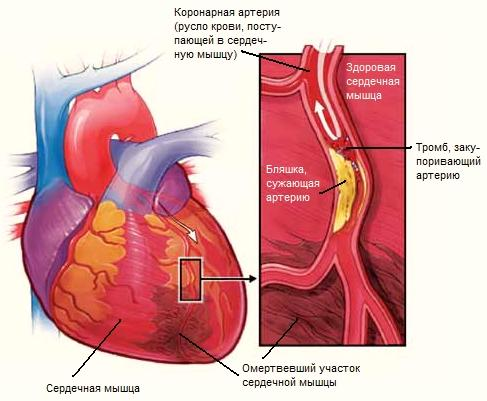 Коронарная артерия
(русло крови, посту-
пающей в сердеч-
ную мышцу)
Здоровая
сердечная
мышца
Тромб, заку-
поривающий
артерию
Бляшка,
сужающая
артерию
Омертвевший участок
сердечной мышцы
Сердечная мышца